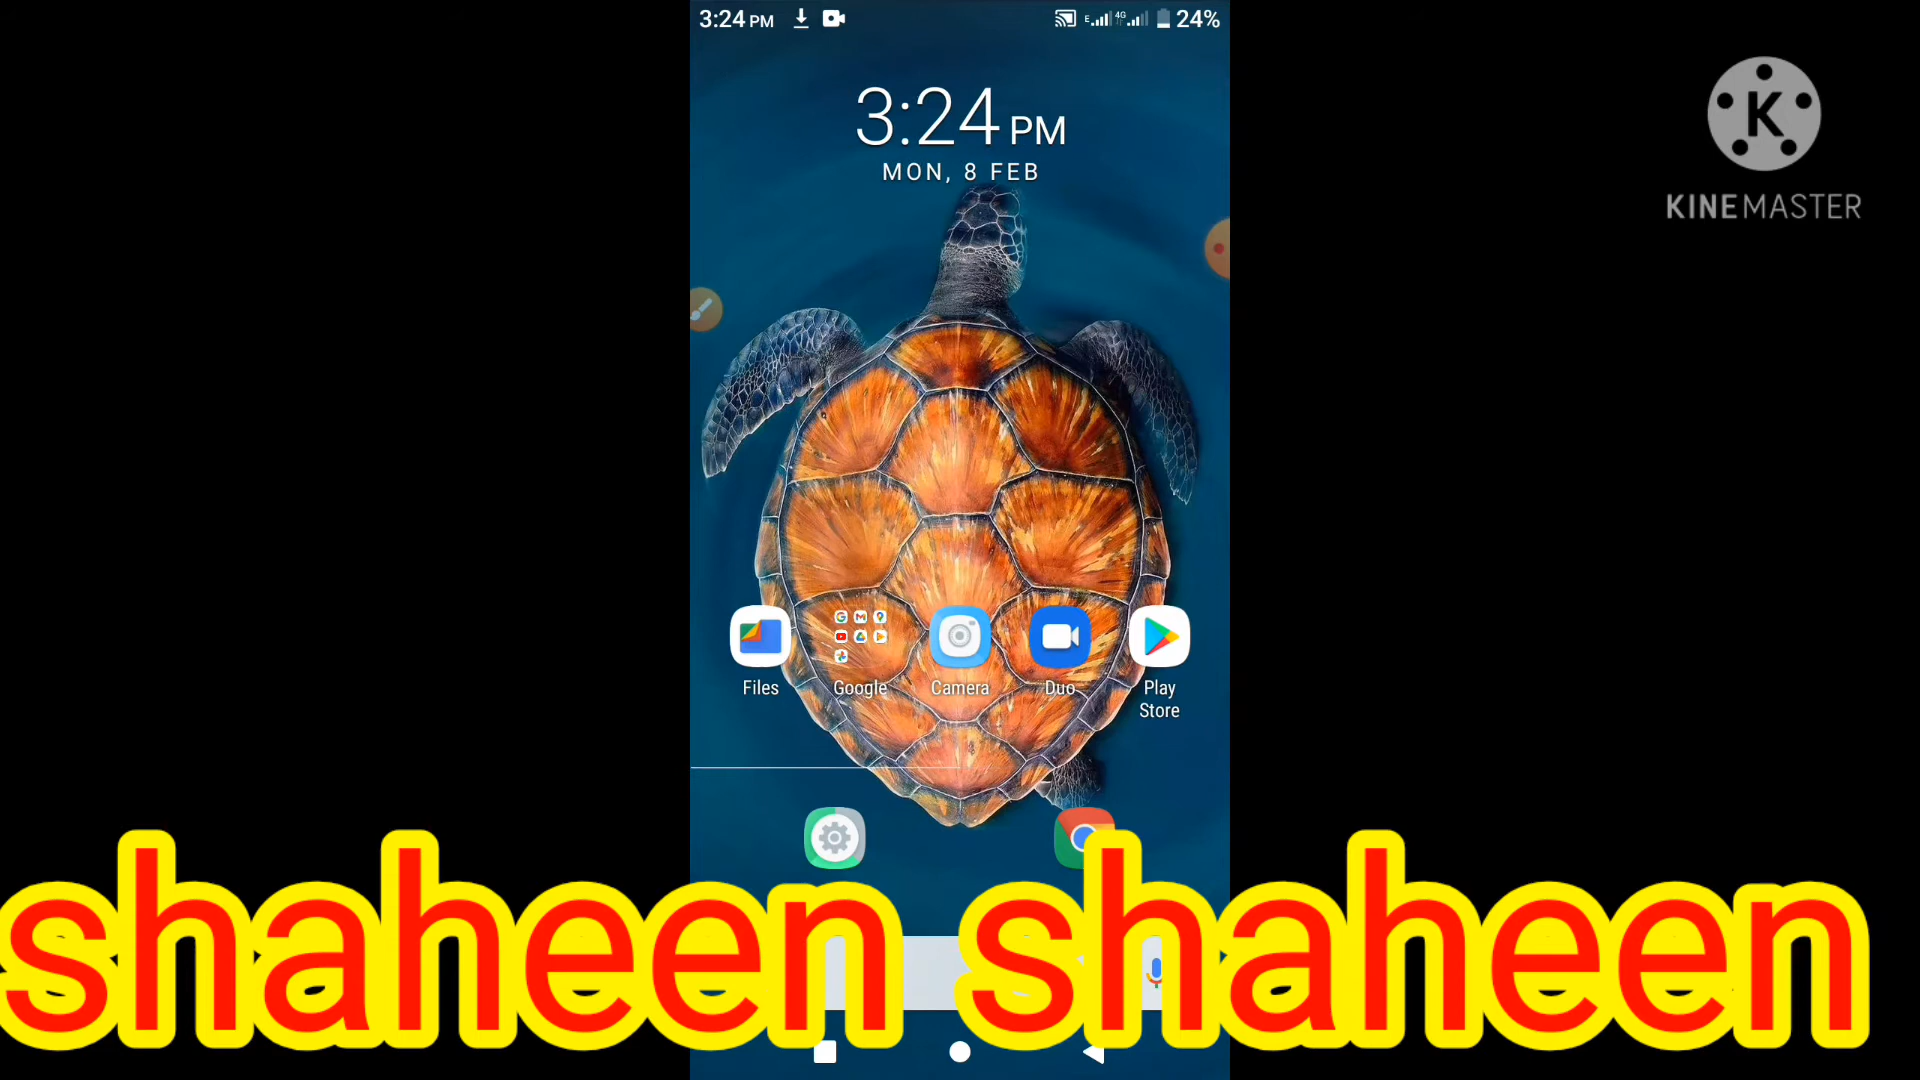 3:24 PM
E 4G 24%
3:24 PM
MON, 8 FEB
K
KINEMASTER
Files Google Camera Duo Play Store
shaheen shaheen